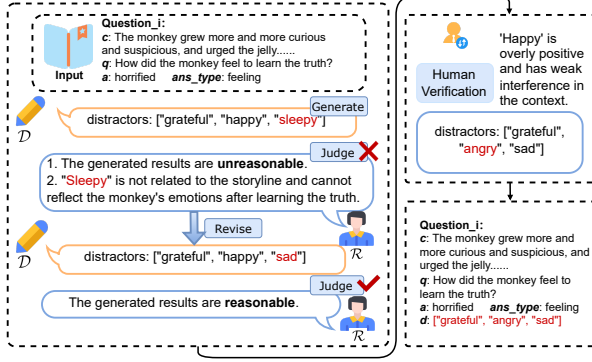 Question_i:
c: The monkey grew more and more curious
and suspicious, and urged the jelly......
q: How did the monkey feel to learn the truth?
a: horrified ans_type: feeling
Input
Generate
distractors: ["grateful", "happy", "sleepy"]
D
Judge
1. The generated results are unreasonable.
2. "Sleepy" is not related to the storyline and cannot
reflect the monkey's emotions after learning the truth.
R
Revise
distractors: ["grateful", "happy", "sad"]
D
Judge
The generated results are reasonable.
R
Human
Verification
'Happy' is
overly positive
and has weak
interference in
the context.
distractors: ["grateful",
"angry", "sad"]
Question_i:
c: The monkey grew more and
more curious and suspicious, and
urged the jelly......
q: How did the monkey feel to
learn the truth?
a: horrified ans_type: feeling
d: ["grateful", "angry", "sad"]